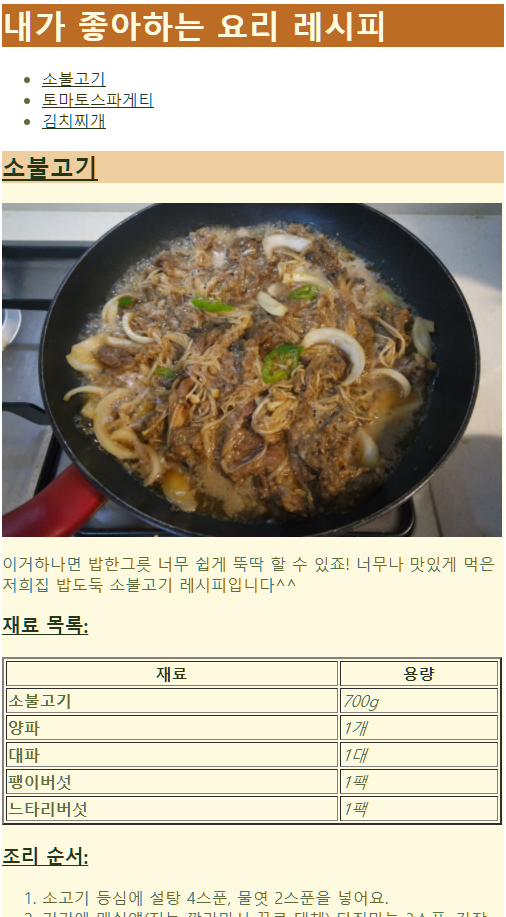 내가 좋아하는 요리 레시피
소불고기
토마토스파게티
김치찌개
소불고기
이거하나면 밥한그릇 너무 쉽게 뚝딱 할 수 있죠! 너무나 맛있게 먹은
저희집 밥도둑 소불고기 레시피입니다^^
재료 목록:
재료 용량
소불고기 700g
양파 1개
대파 1대
팽이버섯 1팩
느타리버섯 1팩
조리 순서:
1. 소고기 등심에 설탕 4스푼, 물엿 2스푼을 넣어요.